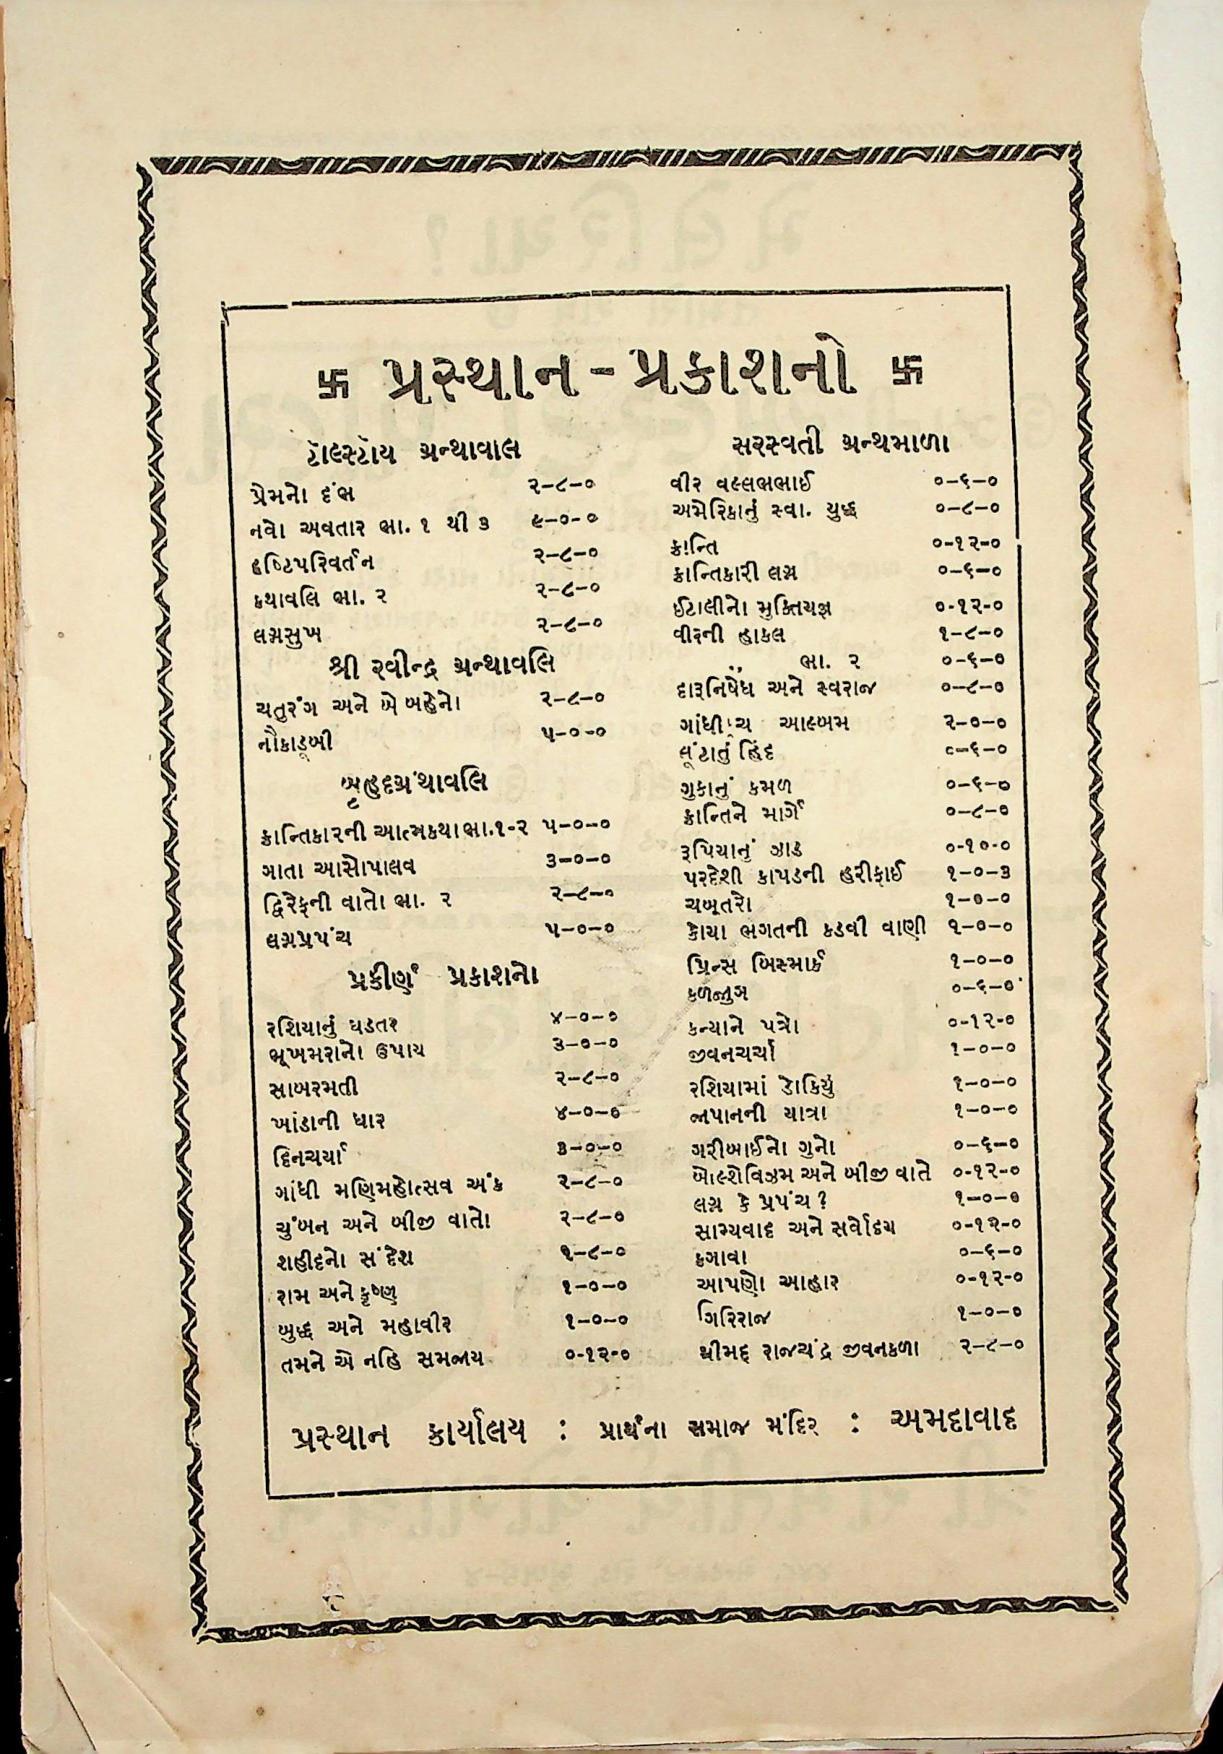 卐 પ્રસ્થાન - પ્રકાશનો 卐
ટૉલ્સ્ટૉય ગ્રન્થાવલિ
પ્રેમનો દંભ ૨-૮-૦
નવો અવતાર ભા. ૧ થી ૩ ૯-૦-૦
દૃષ્ટિપરિવર્તન ૨-૮-૦
કથાવલિ ભા. ૨ ૨-૮-૦
લગ્નસુખ ૨-૮-૦
શ્રી રવીન્દ્ર ગ્રન્થાવલિ
ચતુરંગ અને બે બહેનો ૨-૮-૦
નૌકાડૂબી ૫-૦-૦
બૃહદગ્રંથાવલિ
ક્રાન્તિકારની આત્મકથા ભા.૧-૨ ૫-૦-૦
ગાતા આસોપાલવ ૩-૦-૦
દ્વિરેફની વાતો ભા. ૨ ૨-૮-૦
લગ્નપ્રપંચ ૫-૦-૦
પ્રકીર્ણ પ્રકાશનો
રશિયાનું ઘડતર ૪-૦-૦
ભૂખમરાનો ઉપાય ૩-૦-૦
સાબરમતી ૨-૮-૦
ખાંડાની ધાર ૪-૦-૦
દિનચર્યા ૩-૦-૦
ગાંધી મણિમહોત્સવ અંક ૨-૮-૦
ચુંબન અને બીજી વાતો ૨-૮-૦
શહીદનો સંદેશ ૧-૮-૦
રામ અને કૃષ્ણ ૧-૦-૦
બુદ્ધ અને મહાવીર ૧-૦-૦
તમને એ નહિ સમજાય ૦-૧૨-૦
સરસ્વતી ગ્રન્થમાળા
વીર વલ્લભભાઈ ૦-૬-૦
અમેરિકાનું સ્વા. યુદ્ધ ૦-૮-૦
ક્રાન્તિ ૦-૧૨-૦
ક્રાન્તિકારી લગ્ન ૦-૬-૦
ઈટાલીનો મુક્તિયજ્ઞ ૦-૧૨-૦
વીરની હાકલ ૧-૮-૦
,, ભા. ૨ ૦-૬-૦
દારૂનિષેધ અને સ્વરાજ ૦-૮-૦
ગાંધીચ આલ્બમ ૨-૦-૦
લૂંટાતું હિંદ ૦-૬-૦
ગુફાનું કમળ ૦-૬-૦
ક્રાન્તિને માર્ગે ૦-૮-૦
રૂપિયાનું ઝાડ ૦-૧૦-૦
પરદેશી કાપડની હરીફાઈ ૧-૦-૩
ચબૂતરો ૧-૦-૦
કોયા ભગતની કડવી વાણી ૧-૦-૦
પ્રિન્સ બિસ્માર્ક ૧-૦-૦
કળજુગ ૦-૬-૦
કન્યાને પત્રો ૦-૧૨-૦
જીવનચર્ચા ૧-૦-૦
રશિયામાં ડોકિયું ૧-૦-૦
જાપાનની યાત્રા ૧-૦-૦
ગરીબાઈનો ગુનો ૦-૬-૦
બોલ્શેવિઝમ અને બીજી વાતો ૦-૧૨-૦
લગ્ન કે પ્રપંચ? ૧-૦-૦
સામ્યવાદ અને સર્વોદય ૦-૧૨-૦
કગાવા ૦-૬-૦
આપણો આહાર ૦-૧૨-૦
ગિરિરાજ ૧-૦-૦
શ્રીમદ્ રાજચંદ્ર જીવનકળા ૨-૮-૦
પ્રસ્થાન કાર્યાલય : પ્રાર્થના સમાજ મંદિર : અમદાવાદ